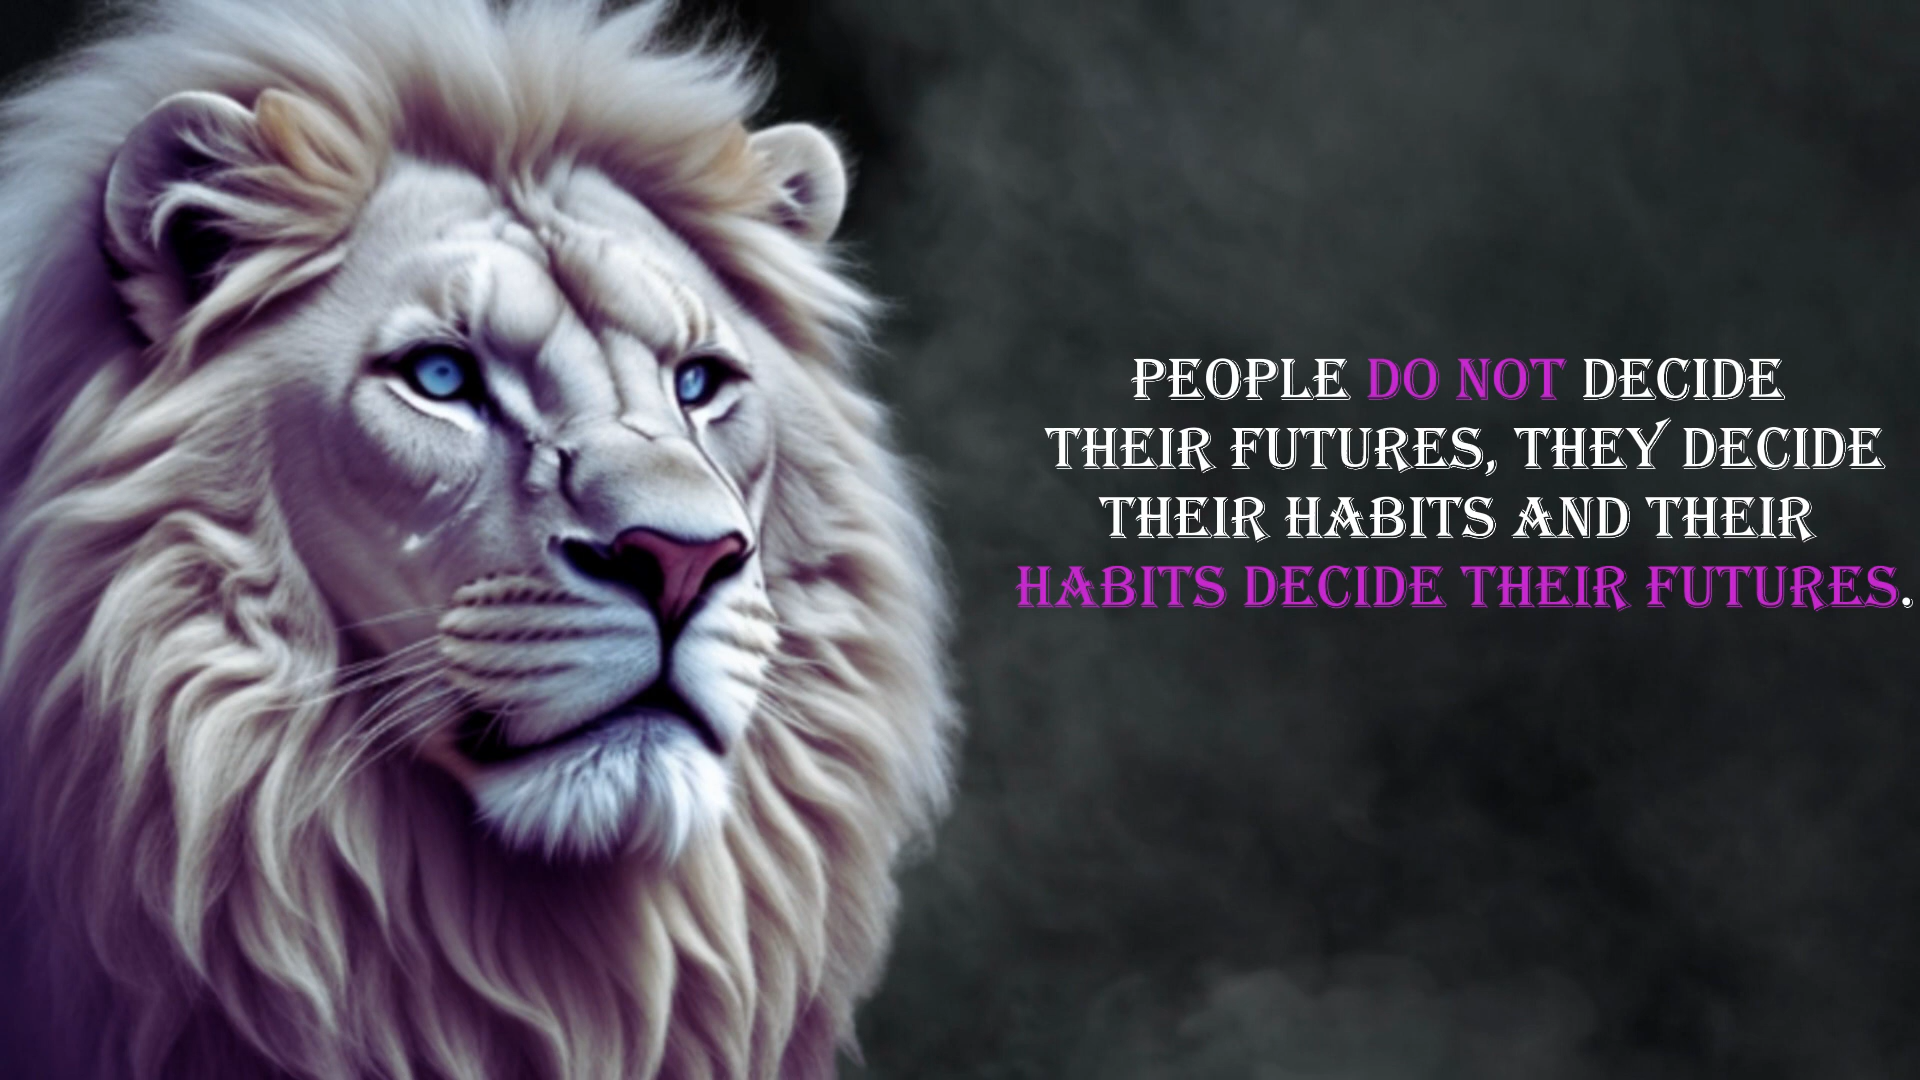 PEOPLE DO NOT DECIDE
THEIR FUTURES, THEY DECIDE
THEIR HABITS AND THEIR
HABITS DECIDE THEIR FUTURES.